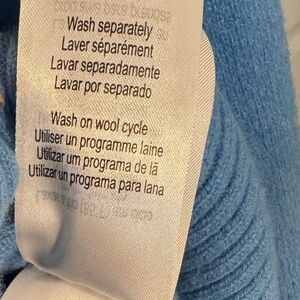 Wash separately
Laver séparément
Lavar separadamente
Lavar por separado
Wash on wool cycle
Utiliser un programme laine
Utilizar um programa de lã
Utilizar un programa para lana